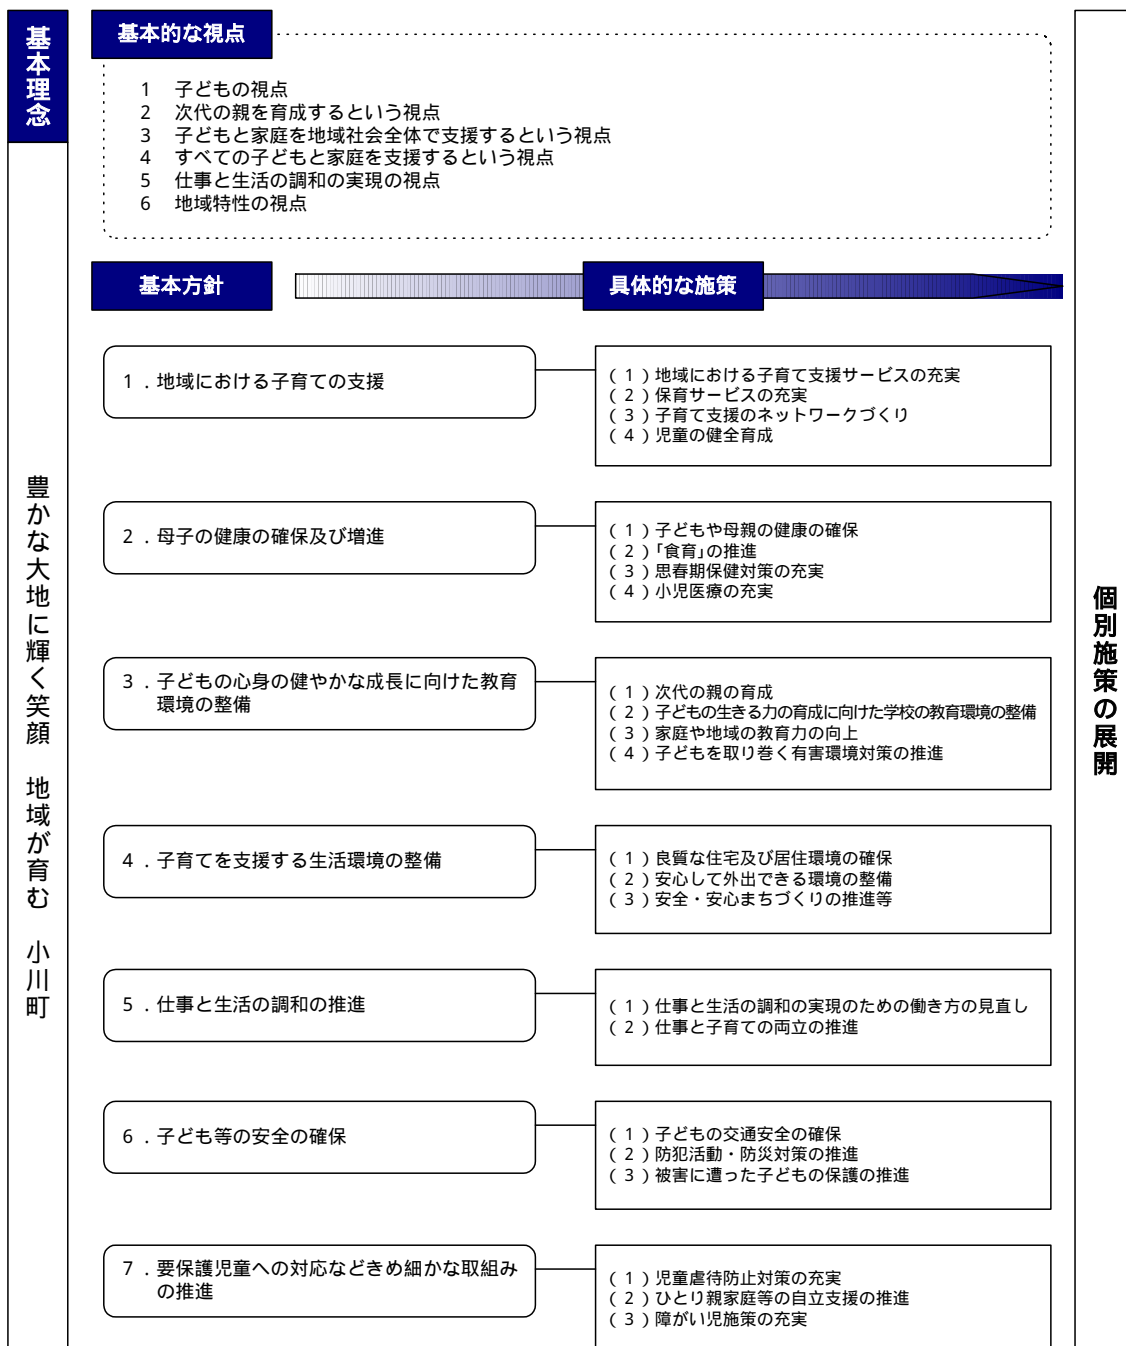 基本理念
豊かな大地に輝く笑顔　地域が育む　小川町
基本的な視点
1　子どもの視点
2　次代の親を育成するという視点
3　子どもと家庭を地域社会全体で支援するという視点
4　すべての子どもと家庭を支援するという視点
5　仕事と生活の調和の実現の視点
6　地域特性の視点
基本方針
具体的な施策
1．地域における子育ての支援
(1)地域における子育て支援サービスの充実
(2)保育サービスの充実
(3)子育て支援のネットワークづくり
(4)児童の健全育成
2．母子の健康の確保及び増進
(1)子どもや母親の健康の確保
(2)「食育」の推進
(3)思春期保健対策の充実
(4)小児医療の充実
3．子どもの心身の健やかな成長に向けた教育
環境の整備
(1)次代の親の育成
(2)子どもの生きる力の育成に向けた学校の教育環境の整備
(3)家庭や地域の教育力の向上
(4)子どもを取り巻く有害環境対策の推進
4．子育てを支援する生活環境の整備
(1)良質な住宅及び居住環境の確保
(2)安心して外出できる環境の整備
(3)安全・安心まちづくりの推進等
5．仕事と生活の調和の推進
(1)仕事と生活の調和の実現のための働き方の見直し
(2)仕事と子育ての両立の推進
6．子ども等の安全の確保
(1)子どもの交通安全の確保
(2)防犯活動・防災対策の推進
(3)被害に遭った子どもの保護の推進
7．要保護児童への対応などきめ細かな取組み
の推進
(1)児童虐待防止対策の充実
(2)ひとり親家庭等の自立支援の推進
(3)障がい児施策の充実
個別施策の展開